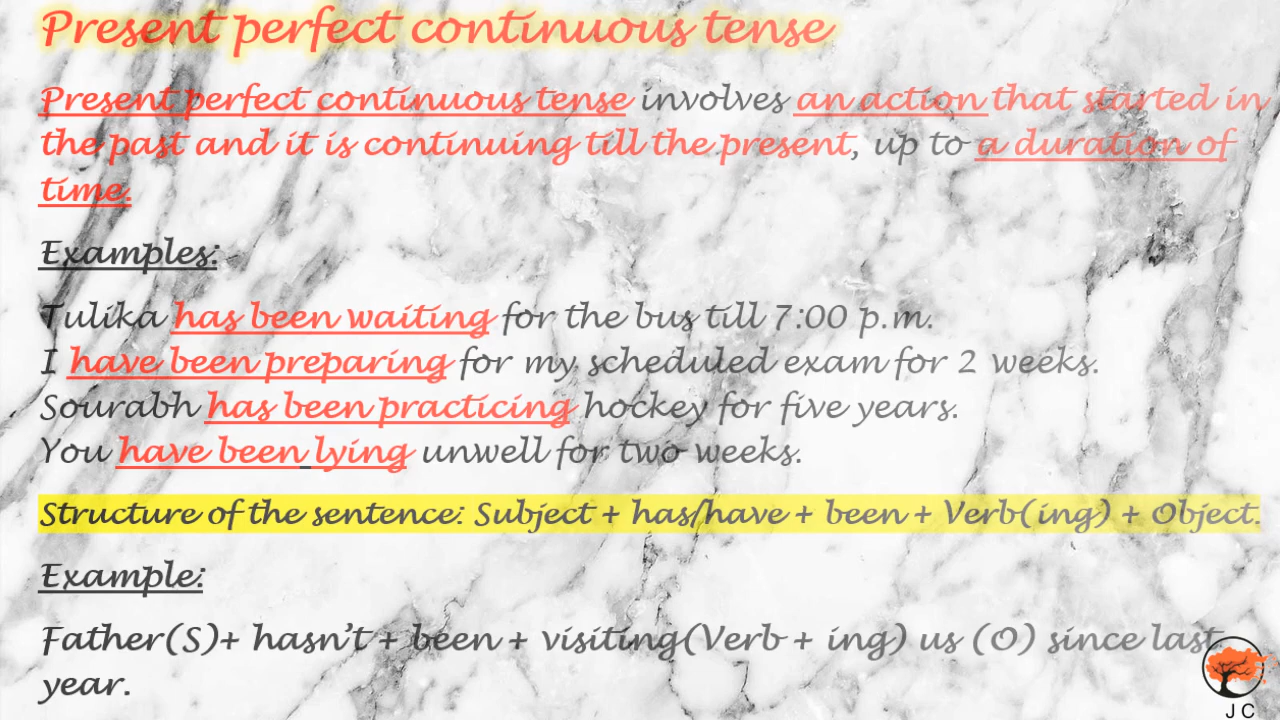 Present perfect continuous tense
Present perfect continuous tense involves an action that started in
the past and it is continuing till the present, up to a duration of
time.
Examples:
Tulika has been waiting for the bus till 7:00 p.m.
I have been preparing for my scheduled exam for 2 weeks.
Sourabh has been practicing hockey for five years.
You have been lying unwell for two weeks.
Structure of the sentence: Subject + has/have + been + Verb(ing) + Object.
Example:
Father(S)+ hasn't + been + visiting(Verb + ing) us (O) since last
year.
J C